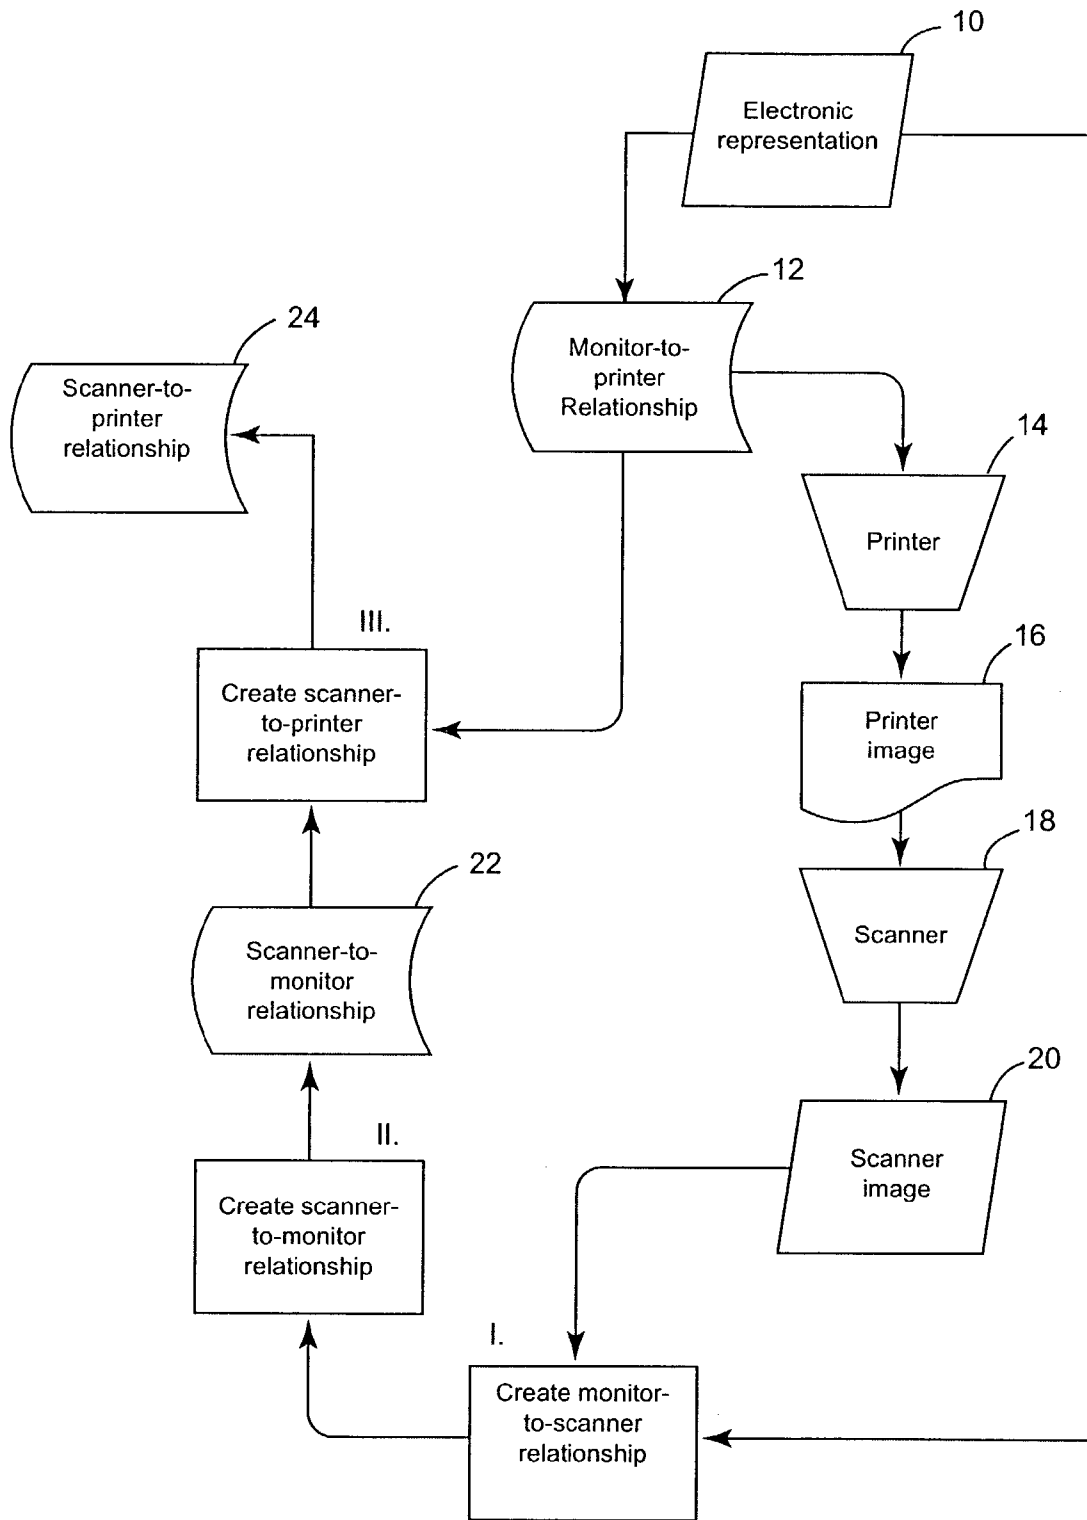 10
Electronic
representation
12
Monitor-to-
printer
Relationship
24
Scanner-to-
printer
relationship
14
Printer
III.
Create scanner-
to-printer
relationship
16
Printer
image
18
Scanner
22
Scanner-to-
monitor
relationship
20
Scanner
image
II.
Create scanner-
to-monitor
relationship
I.
Create monitor-
to-scanner
relationship